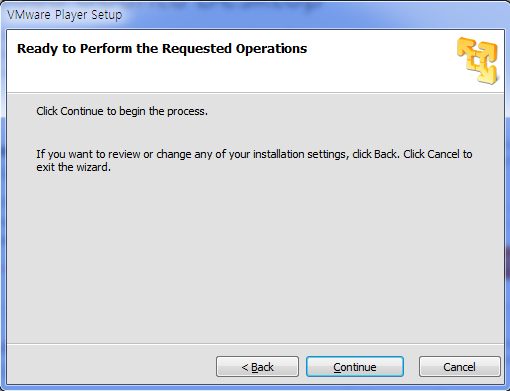 VMware Player Setup
Ready to Perform the Requested Operations
Click Continue to begin the process.
If you want to review or change any of your installation settings, click Back. Click Cancel to
exit the wizard.
< Back
Continue
Cancel